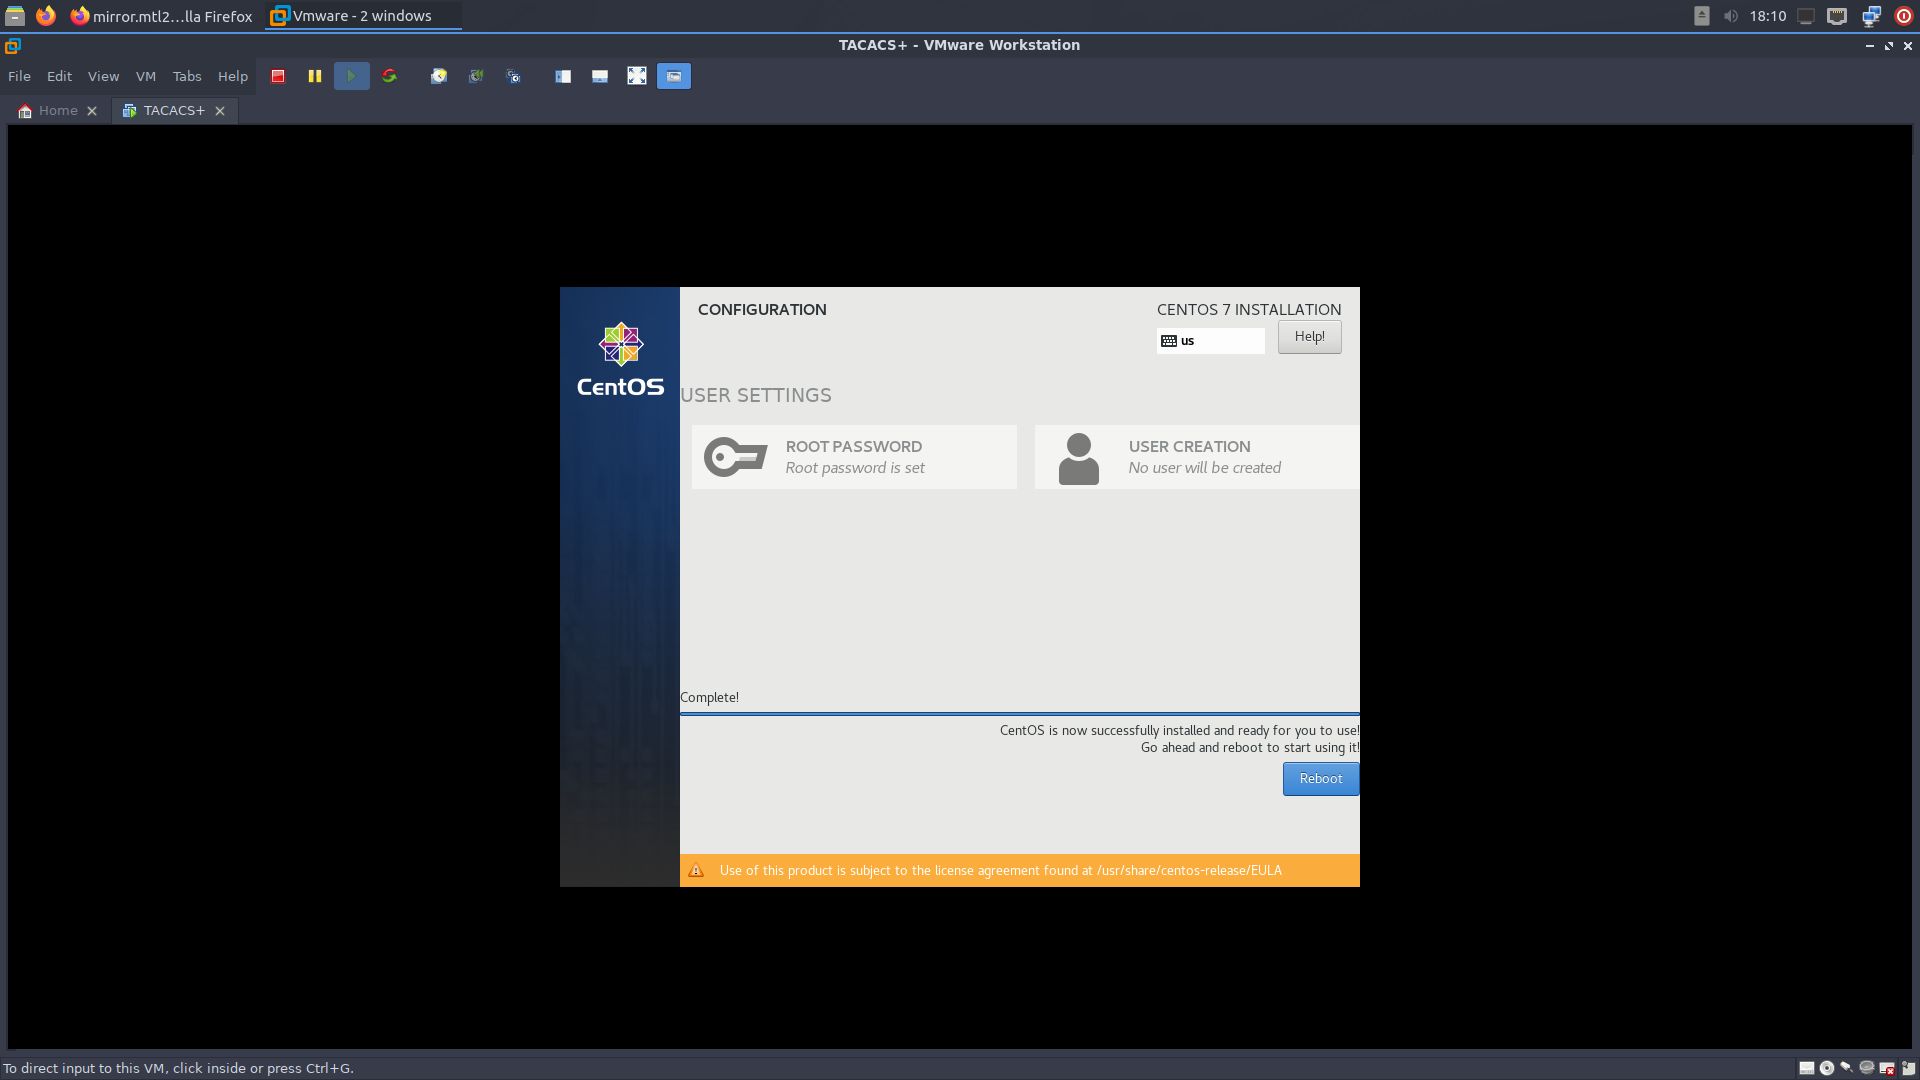 mirror.mtl2...lla Firefox
Vmware - 2 windows
18:10
TACACS+ - VMware Workstation
File Edit View VM Tabs Help
Home
TACACS+
CONFIGURATION
CENTOS 7 INSTALLATION
us
Help!
CentOS
USER SETTINGS
ROOT PASSWORD
Root password is set
USER CREATION
No user will be created
Complete!
CentOS is now successfully installed and ready for you to use!
Go ahead and reboot to start using it!
Reboot
Use of this product is subject to the license agreement found at /usr/share/centos-release/EULA
To direct input to this VM, click inside or press Ctrl+G.